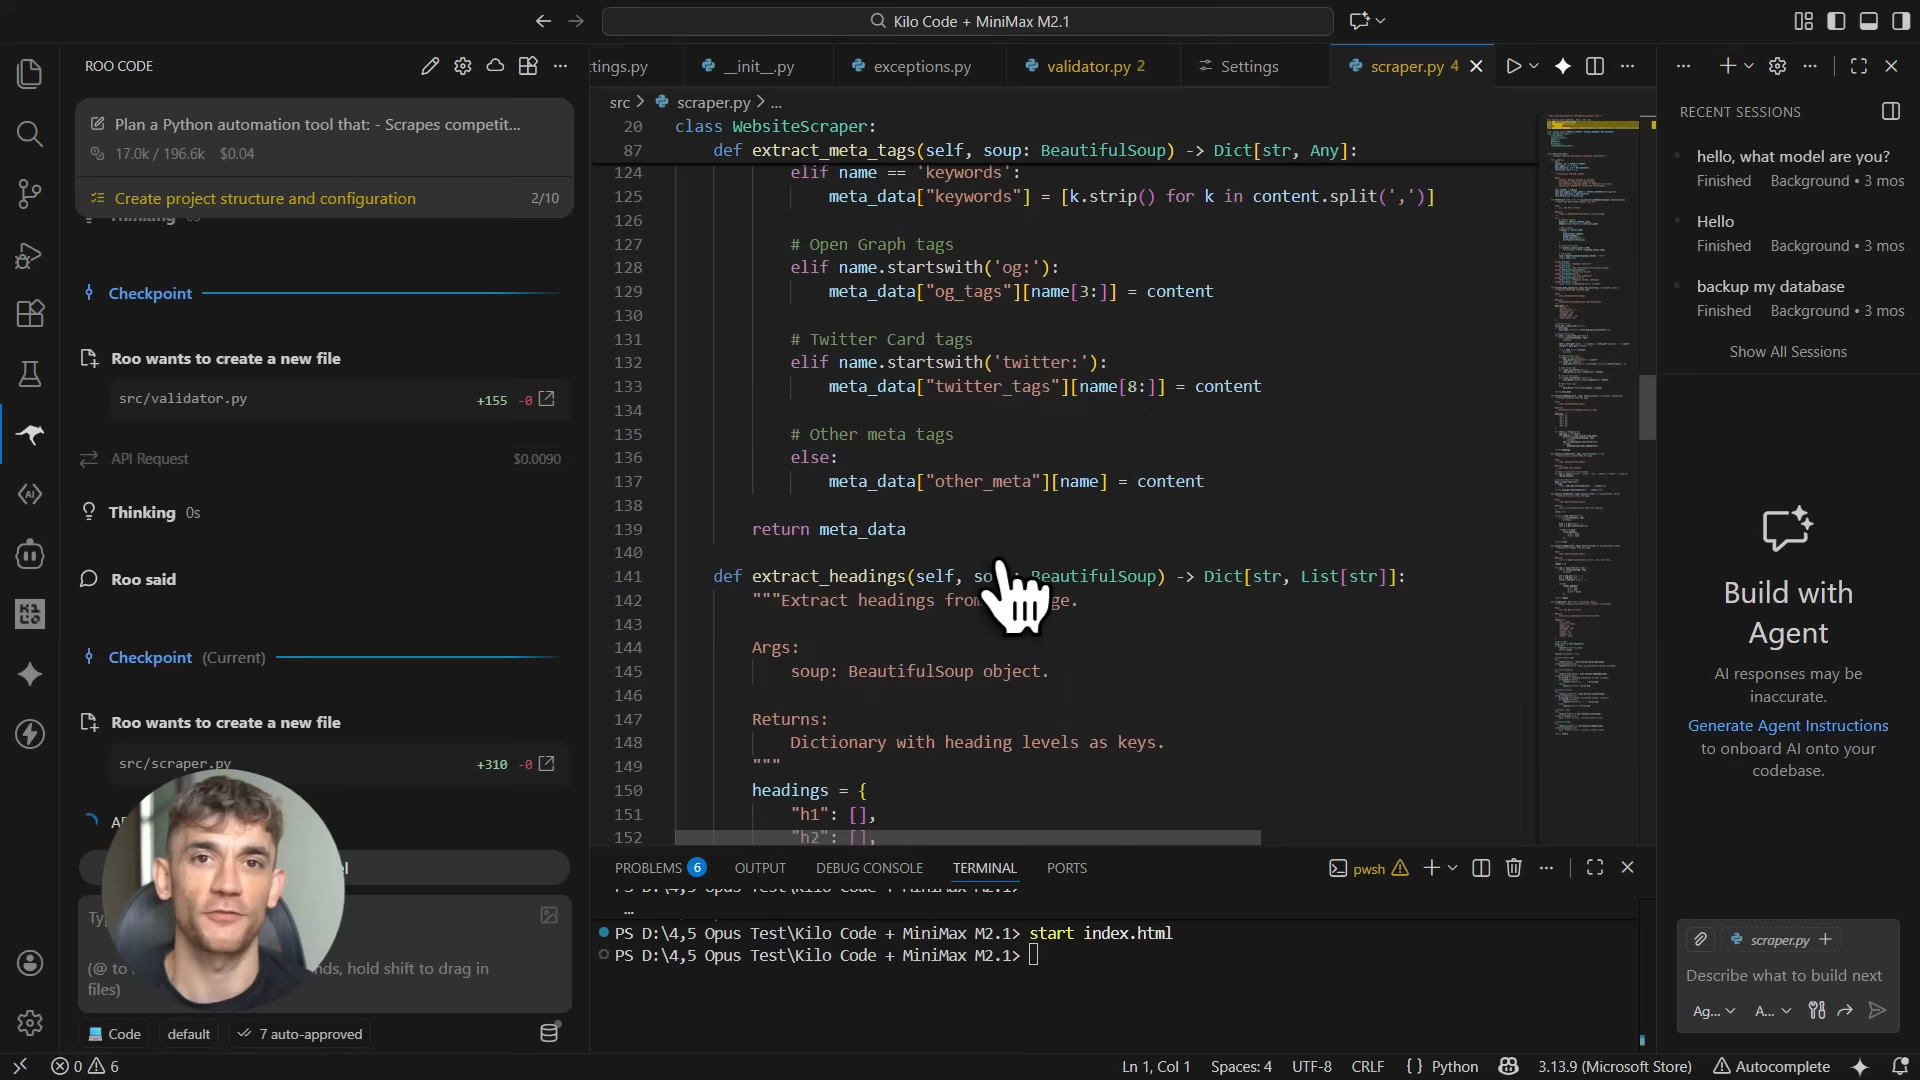 Kilo Code + MiniMax M2.1
ROO CODE
Plan a Python automation tool that: - Scrapes competit...
17.0k / 196.6k $0.04
Create project structure and configuration 2/10
Thinking 0s
Checkpoint
Roo wants to create a new file
src/validator.py +155 -0
API Request $0.0090
Thinking 0s
Roo said
Checkpoint (Current)
Roo wants to create a new file
src/scraper.py +310 -0
files)
Code default 7 auto-approved
tings.py __init__.py exceptions.py validator.py 2 Settings scraper.py 4
src > scraper.py > ...
20 class WebsiteScraper:
87 def extract_meta_tags(self, soup: BeautifulSoup) -> Dict[str, Any]:
124 elif name == 'keywords':
125 meta_data["keywords"] = [k.strip() for k in content.split(',')]
126
127 # Open Graph tags
128 elif name.startswith('og:'):
129 meta_data["og_tags"][name[3:]] = content
130
131 # Twitter Card tags
132 elif name.startswith('twitter:'):
133 meta_data["twitter_tags"][name[8:]] = content
134
135 # Other meta tags
136 else:
137 meta_data["other_meta"][name] = content
138
139 return meta_data
140
141 def extract_headings(self, so : BeautifulSoup) -> Dict[str, List[str]]:
142 """Extract headings from ge.
143
144 Args:
145 soup: BeautifulSoup object.
146
147 Returns:
148 Dictionary with heading levels as keys.
149 """
150 headings = {
151 "h1": [],
152 "h2": [],
PROBLEMS 6 OUTPUT DEBUG CONSOLE TERMINAL PORTS pwsh
PS D:\4,5 Opus Test\Kilo Code + MiniMax M2.1>
...
PS D:\4,5 Opus Test\Kilo Code + MiniMax M2.1> start index.html
PS D:\4,5 Opus Test\Kilo Code + MiniMax M2.1>
RECENT SESSIONS
hello, what model are you?
Finished Background • 3 mos
Hello
Finished Background • 3 mos
backup my database
Finished Background • 3 mos
Show All Sessions
Build with
Agent
AI responses may be
inaccurate.
Generate Agent Instructions
to onboard AI onto your
codebase.
scraper.py +
Describe what to build next
Ag... A...
0 6 Ln 1, Col 1 Spaces: 4 UTF-8 CRLF {} Python 3.13.9 (Microsoft Store) Autocomplete